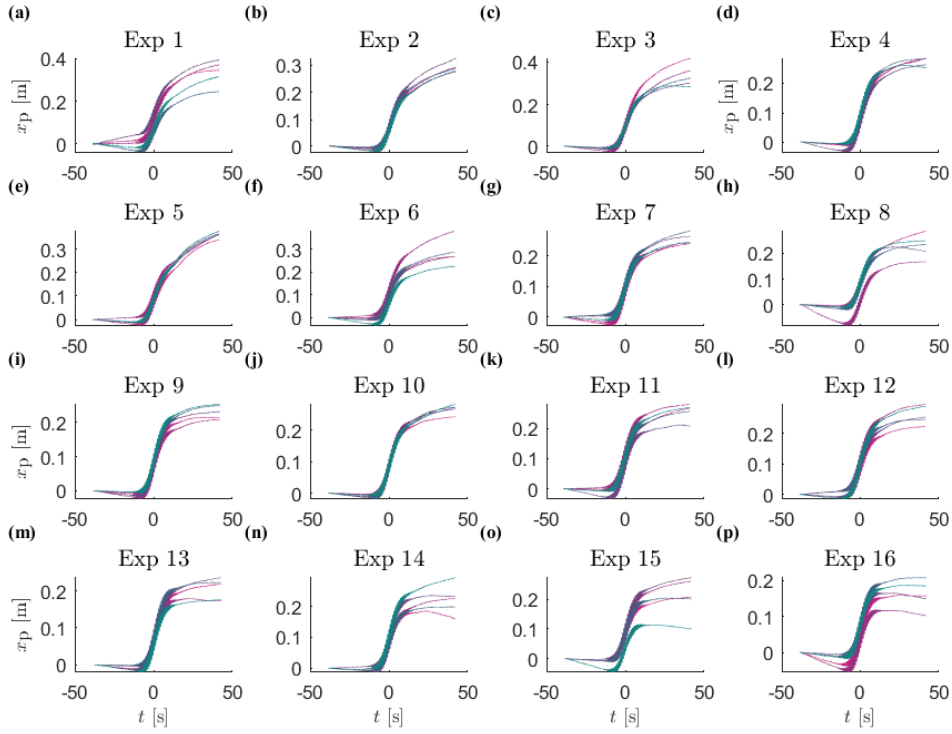 (a) (b) (c) (d)
Exp 1 Exp 2 Exp 3 Exp 4
0.4 0.3 0.4
0.2 0.2 0.2 0.2
0.1 0.1
0 0 0 0
x_p [m]
-50 0 50 -50 0 50 -50 0 50 -50 0 50
(e) (f) (g) (h)
Exp 5 Exp 6 Exp 7 Exp 8
0.3 0.3
0.2 0.2 0.2 0.2
0.1 0.1 0.1 0.1
0 0 0 0
x_p [m]
-50 0 50 -50 0 50 -50 0 50 -50 0 50
(i) (j) (k) (l)
Exp 9 Exp 10 Exp 11 Exp 12
0.2 0.2 0.2 0.2
0.1 0.1 0.1 0.1
0 0 0 0
x_p [m]
-50 0 50 -50 0 50 -50 0 50 -50 0 50
(m) (n) (o) (p)
Exp 13 Exp 14 Exp 15 Exp 16
0.2 0.2 0.2 0.2
0.1 0.1 0.1 0.1
0 0 0 0
x_p [m]
-50 0 50 -50 0 50 -50 0 50 -50 0 50
t [s] t [s] t [s] t [s]